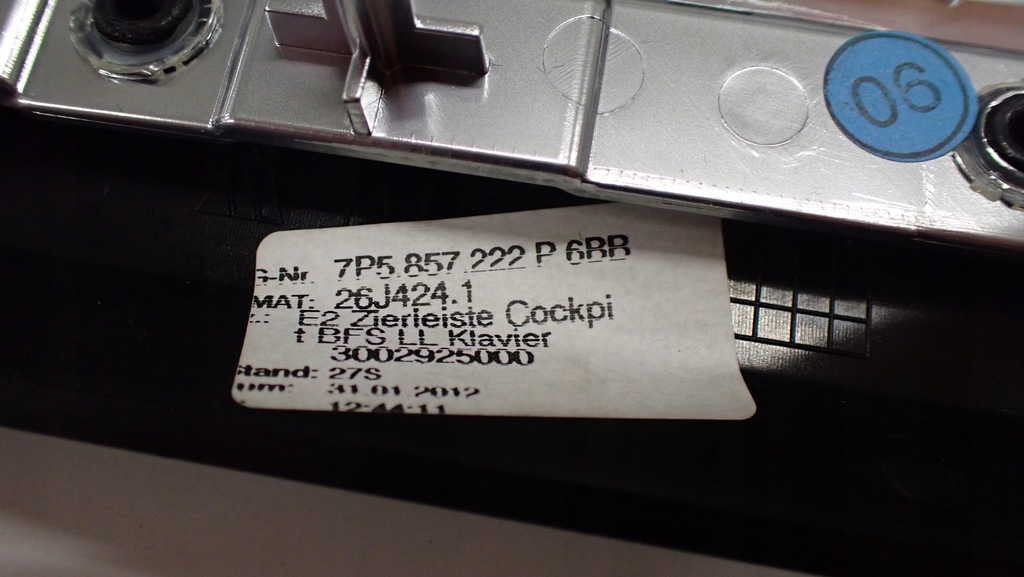 06
7P5.857.222 P 6BB
MAT: 26J424.1
E2 Zierleiste Cockpi
t BFS LL Klavier
3002925000
stand: 27S
um: 31.01.2012
12:44:11